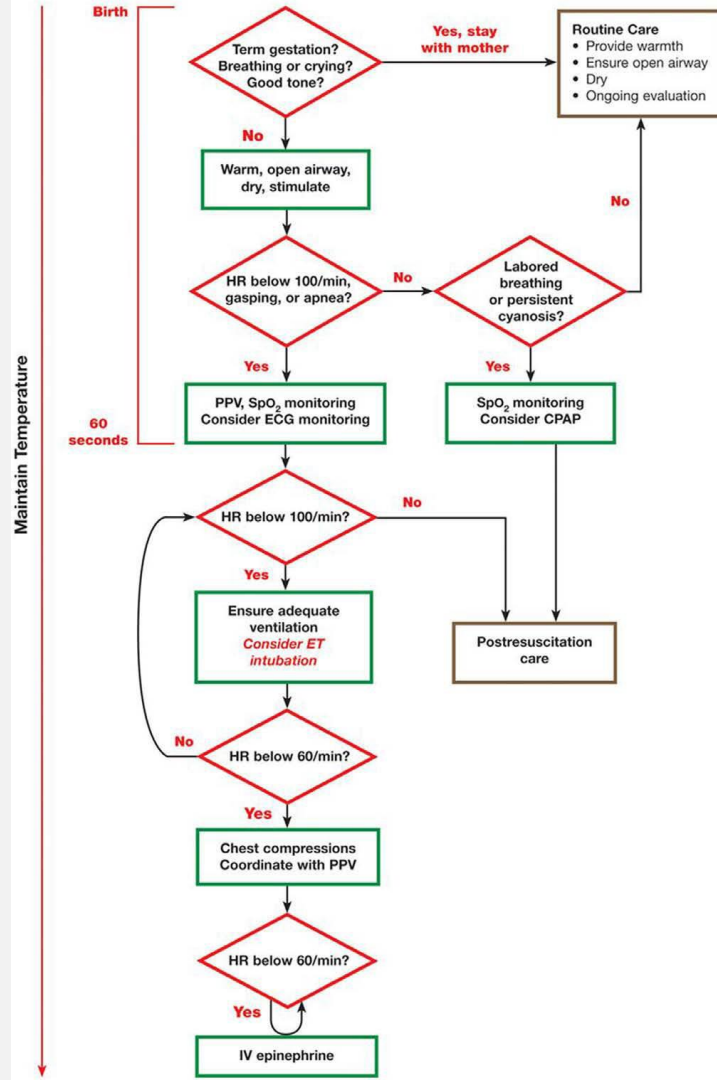 Birth
Term gestation?
Breathing or crying?
Good tone?
Yes, stay
with mother
Routine Care
• Provide warmth
• Ensure open airway
• Dry
• Ongoing evaluation
No
Warm, open airway,
dry, stimulate
No
HR below 100/min,
gasping, or apnea?
No
Labored
breathing
or persistent
cyanosis?
Yes
Yes
PPV, SpO₂ monitoring
Consider ECG monitoring
SpO₂ monitoring
Consider CPAP
60
seconds
Maintain Temperature
HR below 100/min?
No
Yes
Ensure adequate
ventilation
Consider ET
intubation
Postresuscitation
care
No
HR below 60/min?
Yes
Chest compressions
Coordinate with PPV
HR below 60/min?
Yes
IV epinephrine